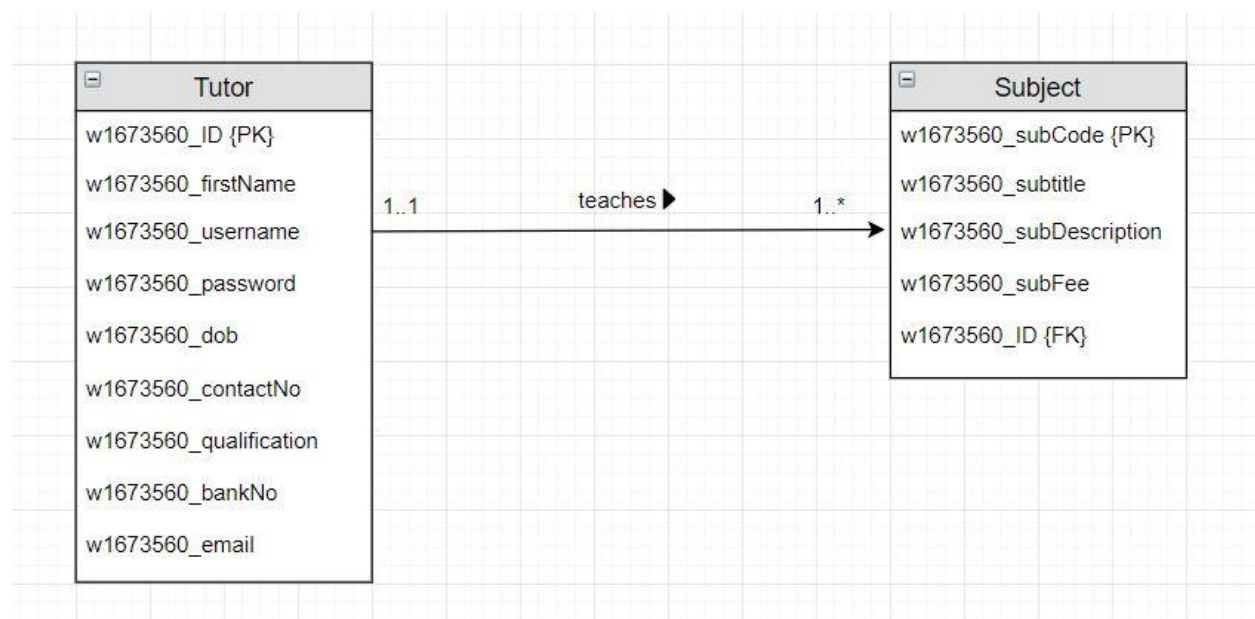 Tutor
w1673560_ID {PK}
w1673560_firstName
w1673560_username
w1673560_password
w1673560_dob
w1673560_contactNo
w1673560_qualification
w1673560_bankNo
w1673560_email
1..1
teaches
1..*
Subject
w1673560_subCode {PK}
w1673560_subtitle
w1673560_subDescription
w1673560_subFee
w1673560_ID {FK}